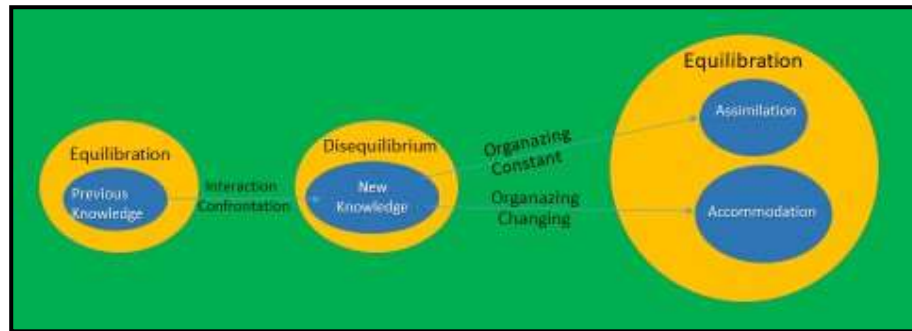 Equilibration
Previous
Knowledge
Interaction
Confrontation
Disequilibrium
New
Knowledge
Organazing
Constant
Organazing
Changing
Equilibration
Assimilation
Accommodation